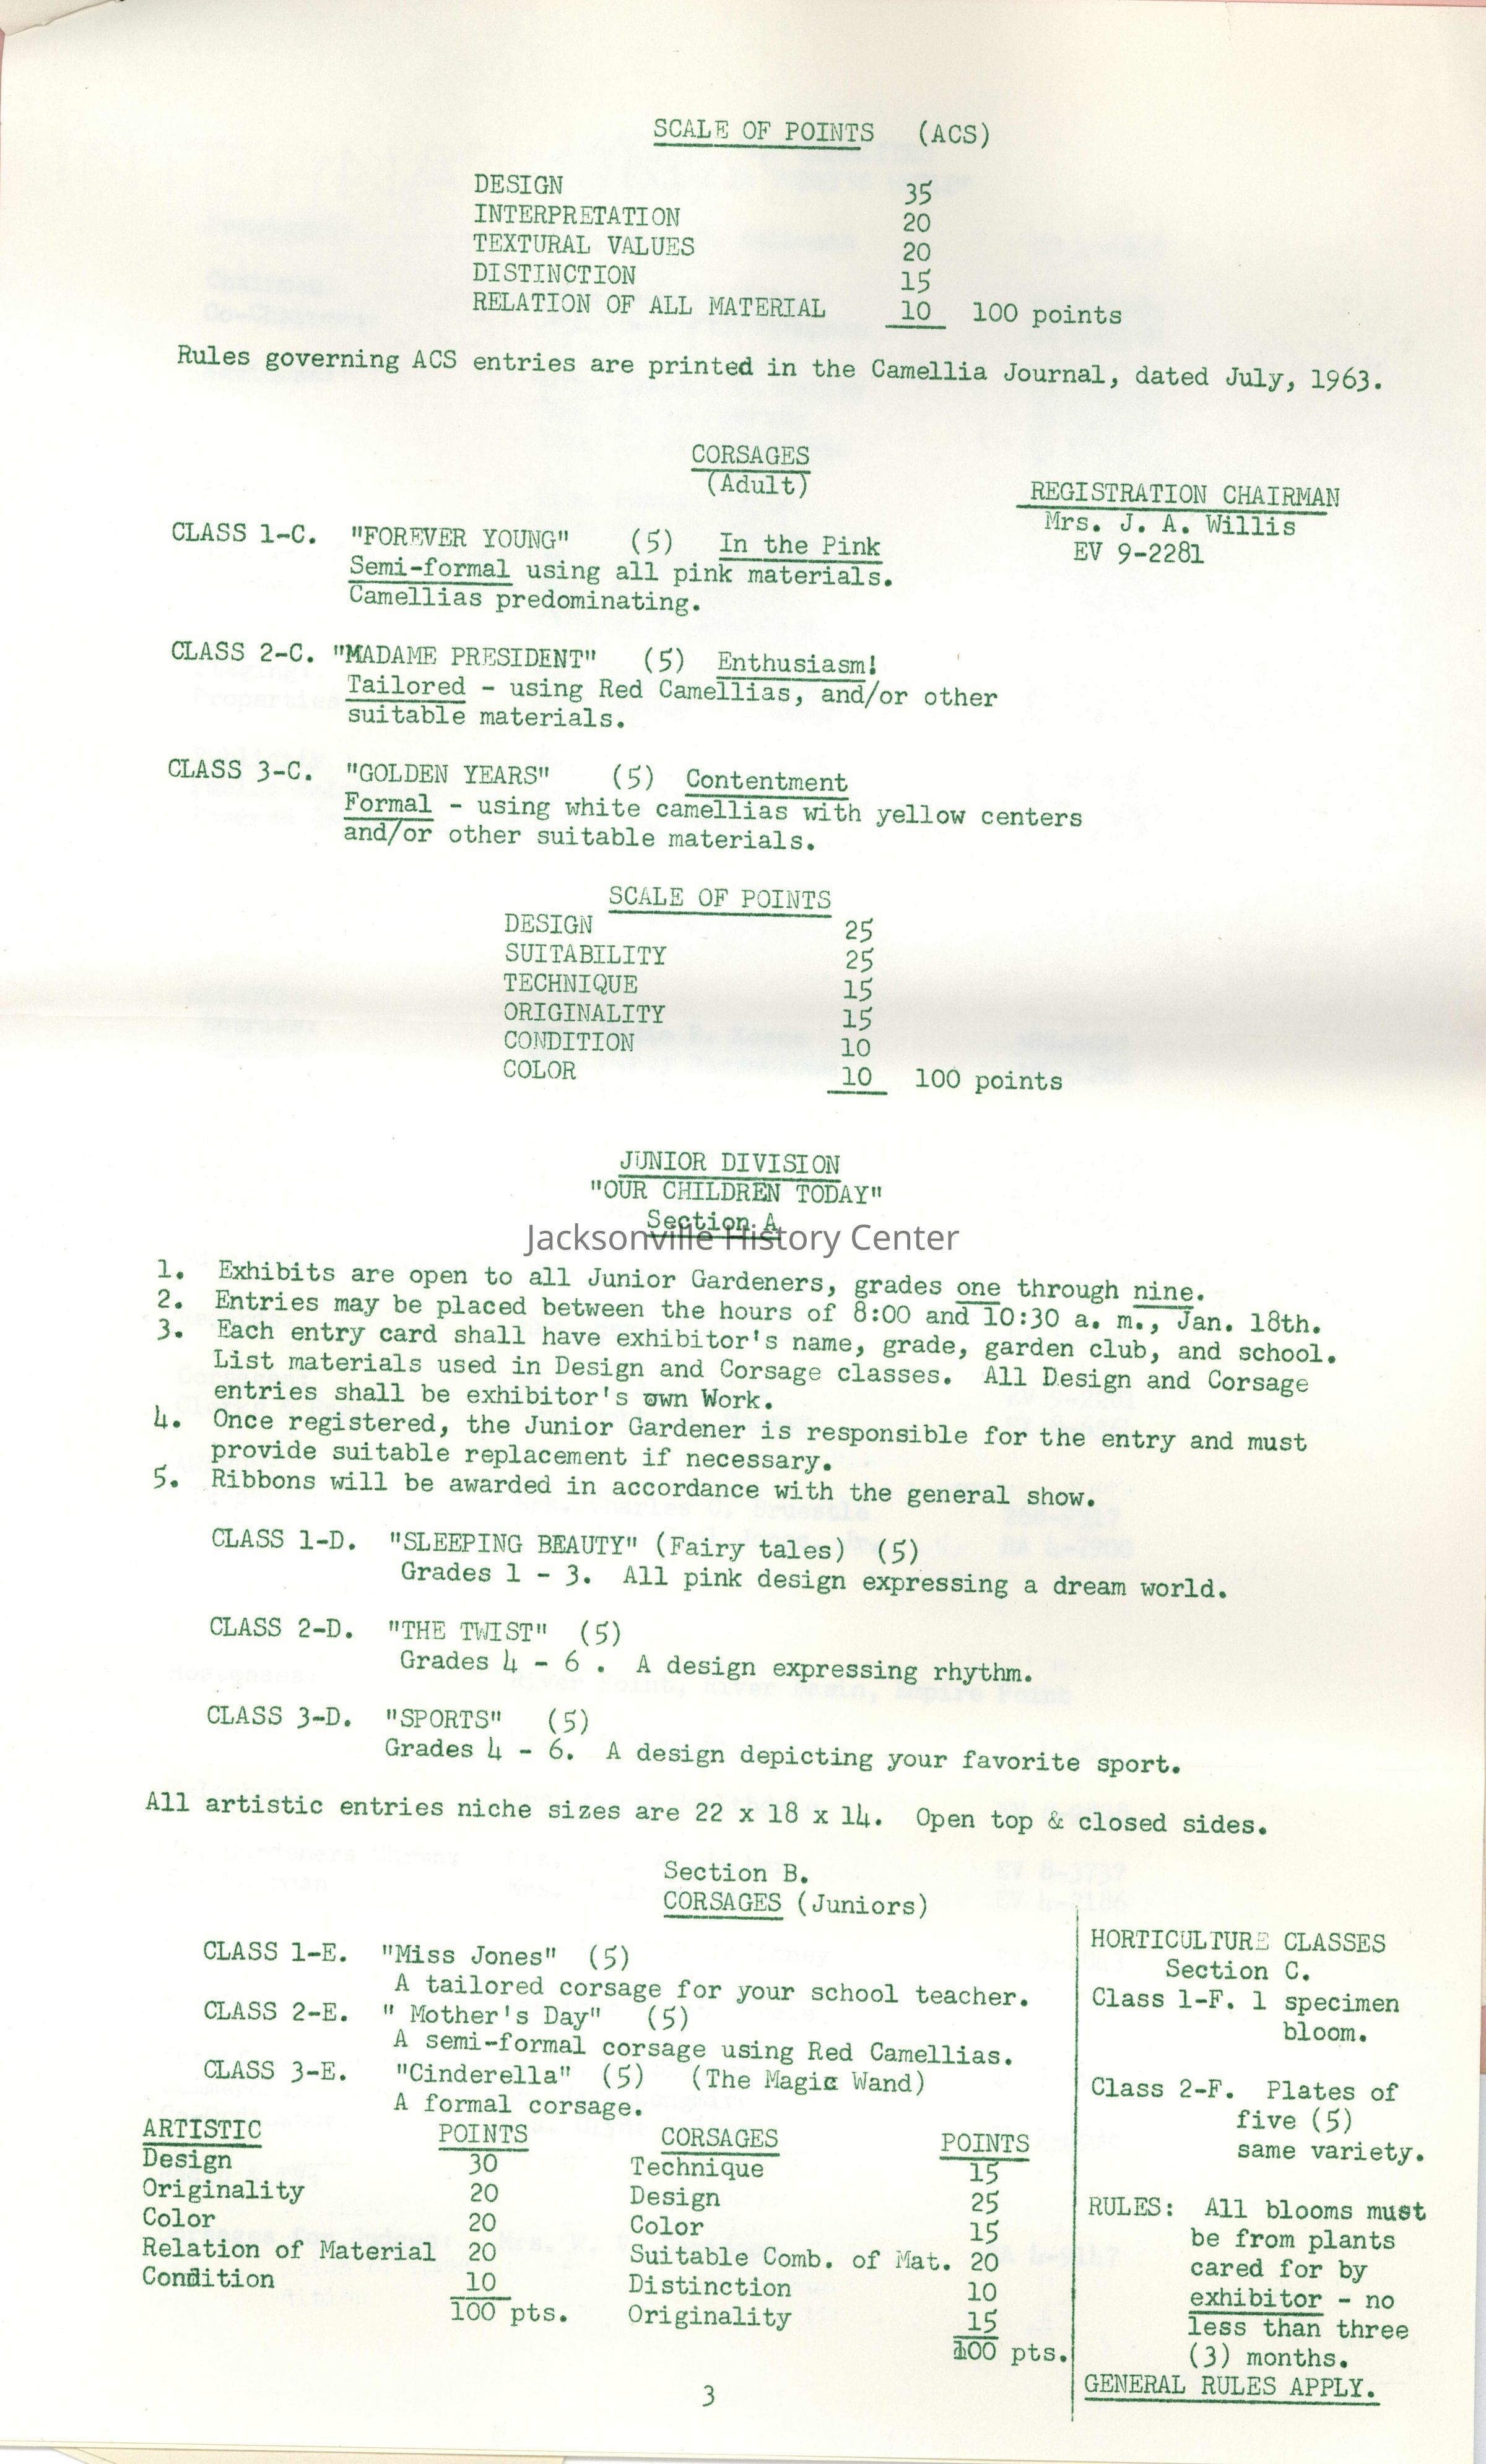 SCALE OF POINTS (ACS)
DESIGN 35
INTERPRETATION 20
TEXTURAL VALUES 20
DISTINCTION 15
RELATION OF ALL MATERIAL 10 100 points
Rules governing ACS entries are printed in the Camellia Journal, dated July, 1963.
CORSAGES
(Adult)
REGISTRATION CHAIRMAN
Mrs. J. A. Willis
EV 9-2281
CLASS 1-C. "FOREVER YOUNG" (5) In the Pink
Semi-formal using all pink materials.
Camellias predominating.
CLASS 2-C. "MADAME PRESIDENT" (5) Enthusiasm!
Tailored - using Red Camellias, and/or other
suitable materials.
CLASS 3-C. "GOLDEN YEARS" (5) Contentment
Formal - using white camellias with yellow centers
and/or other suitable materials.
SCALE OF POINTS
DESIGN 25
SUITABILITY 25
TECHNIQUE 15
ORIGINALITY 15
CONDITION 10
COLOR 10 100 points
JUNIOR DIVISION
"OUR CHILDREN TODAY"
Section A
Jacksonville History Center
1. Exhibits are open to all Junior Gardeners, grades one through nine.
2. Entries may be placed between the hours of 8:00 and 10:30 a. m., Jan. 18th.
3. Each entry card shall have exhibitor's name, grade, garden club, and school.
List materials used in Design and Corsage classes. All Design and Corsage
entries shall be exhibitor's own Work.
4. Once registered, the Junior Gardener is responsible for the entry and must
provide suitable replacement if necessary.
5. Ribbons will be awarded in accordance with the general show.
CLASS 1-D. "SLEEPING BEAUTY" (Fairy tales) (5)
Grades 1 - 3. All pink design expressing a dream world.
CLASS 2-D. "THE TWIST" (5)
Grades 4 - 6 . A design expressing rhythm.
CLASS 3-D. "SPORTS" (5)
Grades 4 - 6. A design depicting your favorite sport.
All artistic entries niche sizes are 22 x 18 x 14. Open top & closed sides.
Section B.
CORSAGES (Juniors)
CLASS 1-E. "Miss Jones" (5)
A tailored corsage for your school teacher.
CLASS 2-E. " Mother's Day" (5)
A semi-formal corsage using Red Camellias.
CLASS 3-E. "Cinderella" (5) (The Magic Wand)
A formal corsage.
ARTISTIC POINTS
Design 30
Originality 20
Color 20
Relation of Material 20
Condition 10
100 pts.
CORSAGES POINTS
Technique 15
Design 25
Color 15
Suitable Comb. of Mat. 20
Distinction 10
Originality 15
100 pts.
HORTICULTURE CLASSES
Section C.
Class 1-F. 1 specimen
bloom.
Class 2-F. Plates of
five (5)
same variety.
RULES: All blooms must
be from plants
cared for by
exhibitor - no
less than three
(3) months.
GENERAL RULES APPLY.
3